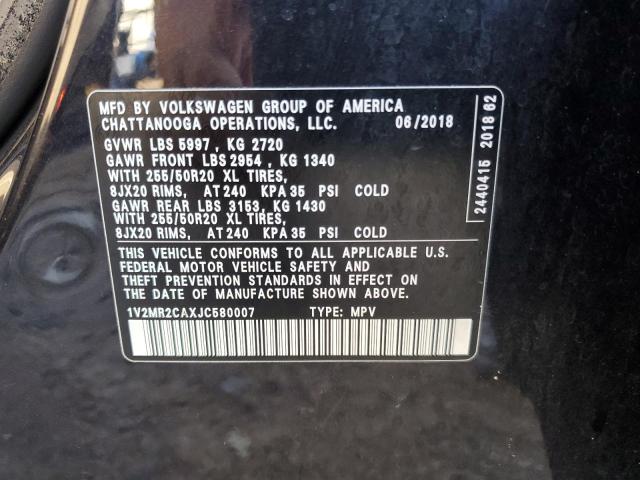 MFD BY VOLKSWAGEN GROUP OF AMERICA
CHATTANOOGA OPERATIONS, LLC. 06/2018
GVWR LBS 5997 , KG 2720
GAWR FRONT LBS 2954 , KG 1340
WITH 255/50R20 XL TIRES,
8JX20 RIMS, AT 240 KPA 35 PSI COLD
GAWR REAR LBS 3153, KG 1430
WITH 255/50R20 XL TIRES,
8JX20 RIMS, AT 240 KPA 35 PSI COLD
THIS VEHICLE CONFORMS TO ALL APPLICABLE U.S.
FEDERAL MOTOR VEHICLE SAFETY AND
THEFT PREVENTION STANDARDS IN EFFECT ON
THE DATE OF MANUFACTURE SHOWN ABOVE.
1V2MR2CAXJC580007 TYPE: MPV
2440415 2018 62